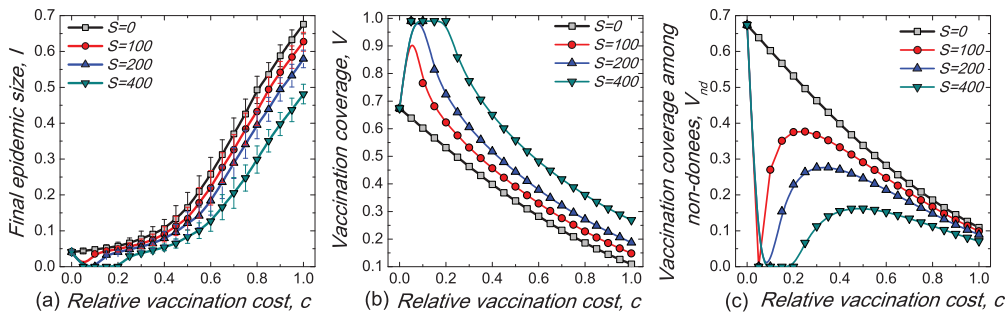 Final epidemic size, I
0.7
0.6
0.5
0.4
0.3
0.2
0.1
0.0
S=0
S=100
S=200
S=400
0.0 0.2 0.4 0.6 0.8 1.0
(a) Relative vaccination cost, c
Vaccination coverage, V
1.0
0.9
0.8
0.7
0.6
0.5
0.4
0.3
0.2
0.1
S=0
S=100
S=200
S=400
0.0 0.2 0.4 0.6 0.8 1.0
(b) Relative vaccination cost, c
Vaccination coverage among
non-donees, Vnd
0.7
0.6
0.5
0.4
0.3
0.2
0.1
0.0
S=0
S=100
S=200
S=400
0.0 0.2 0.4 0.6 0.8 1.0
(c) Relative vaccination cost, c